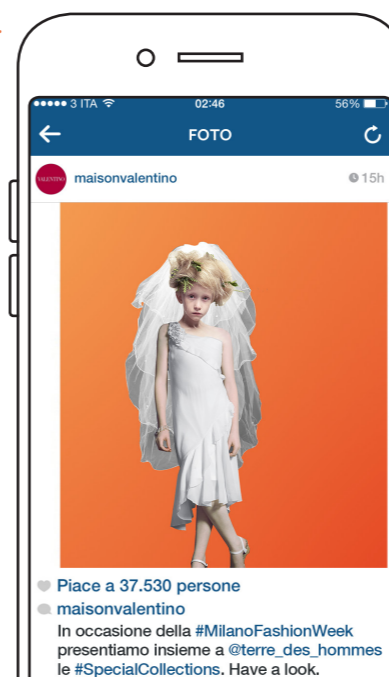 3 ITA 02:46 56%
FOTO
VALENTINO maisonvalentino 15h
Piace a 37.530 persone
maisonvalentino
In occasione della #MilanoFashionWeek
presentiamo insieme a @terre_des_hommes
le #SpecialCollections. Have a look.